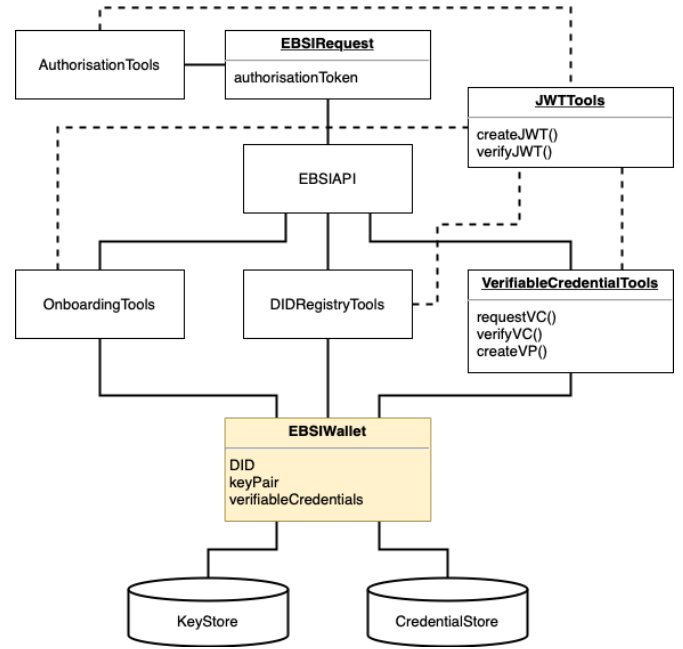 EBSIRequest
AuthorisationTools
authorisationToken
JWTTools
createJWT()
verifyJWT()
EBSIAPI
OnboardingTools
DIDRegistryTools
VerifiableCredentialTools
requestVC()
verifyVC()
createVP()
EBSIWallet
DID
keyPair
verifiableCredentials
KeyStore
CredentialStore